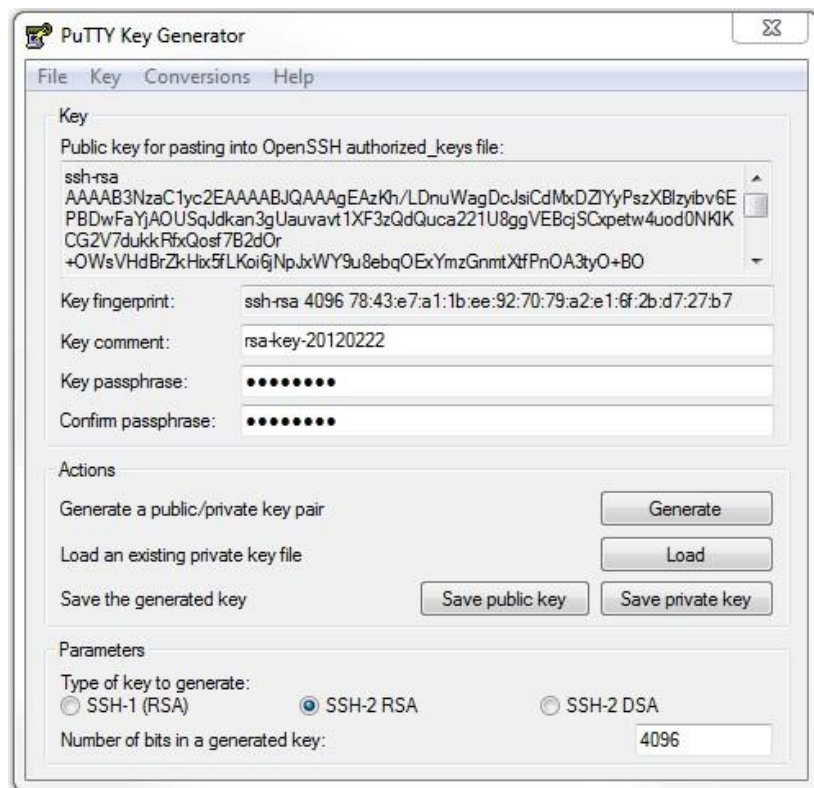 PuTTY Key Generator
File Key Conversions Help
Key
Public key for pasting into OpenSSH authorized_keys file:
ssh-rsa
AAAAB3NzaC1yc2EAAAABJQAAAgEAzKh/LDnuWagDcJsiCdMxDZIYyPszXBIzyibv6E
PBDwFaYjAOUSqJdkan3gUauvavt1XF3zQdQuca221U8ggVEBcjSCxpetw4uod0NKIK
CG2V7dukkRfxQosf7B2dOr
+OWsVHdBrZkHix5fLKoi6jNpJxWY9u8ebqOExYmzGnmtXtfPnOA3tyO+BO
Key fingerprint: ssh-rsa 4096 78:43:e7:a1:1b:ee:92:70:79:a2:e1:6f:2b:d7:27:b7
Key comment: rsa-key-20120222
Key passphrase: ●●●●●●●●
Confirm passphrase: ●●●●●●●●
Actions
Generate a public/private key pair Generate
Load an existing private key file Load
Save the generated key Save public key Save private key
Parameters
Type of key to generate:
SSH-1 (RSA) SSH-2 RSA SSH-2 DSA
Number of bits in a generated key: 4096